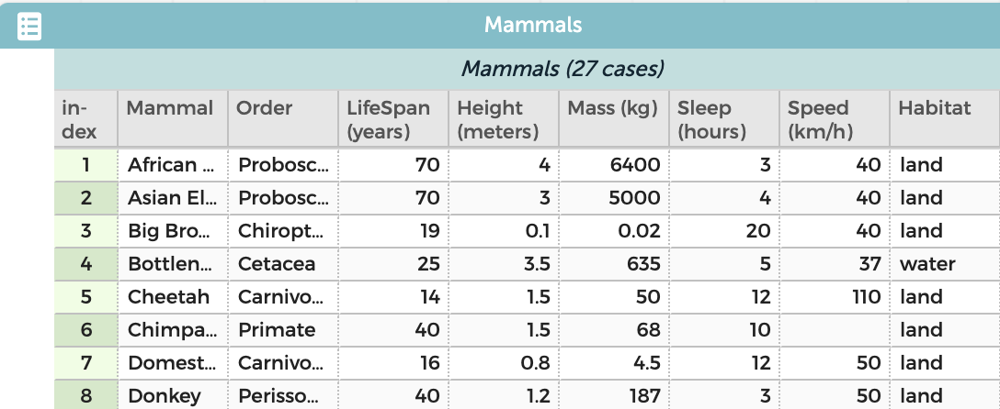 Mammals
Mammals (27 cases)
in-dex Mammal Order LifeSpan (years) Height (meters) Mass (kg) Sleep (hours) Speed (km/h) Habitat
1 African ... Probosc... 70 4 6400 3 40 land
2 Asian El... Probosc... 70 3 5000 4 40 land
3 Big Bro... Chiropt... 19 0.1 0.02 20 40 land
4 Bottlen... Cetacea 25 3.5 635 5 37 water
5 Cheetah Carnivo... 14 1.5 50 12 110 land
6 Chimpa... Primate 40 1.5 68 10 land
7 Domest... Carnivo... 16 0.8 4.5 12 50 land
8 Donkey Perisso... 40 1.2 187 3 50 land